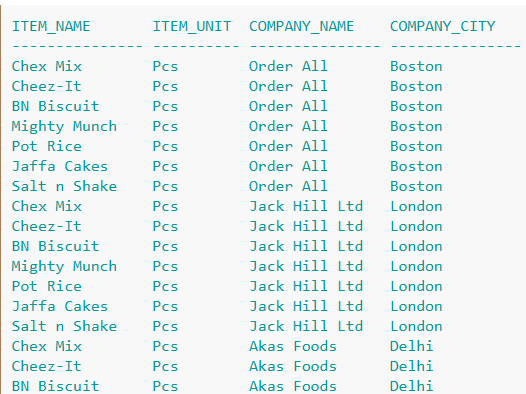 ITEM_NAME ITEM_UNIT COMPANY_NAME COMPANY_CITY
--------------- ---------- --------------- ---------------
Chex Mix Pcs Order All Boston
Cheez-It Pcs Order All Boston
BN Biscuit Pcs Order All Boston
Mighty Munch Pcs Order All Boston
Pot Rice Pcs Order All Boston
Jaffa Cakes Pcs Order All Boston
Salt n Shake Pcs Order All Boston
Chex Mix Pcs Jack Hill Ltd London
Cheez-It Pcs Jack Hill Ltd London
BN Biscuit Pcs Jack Hill Ltd London
Mighty Munch Pcs Jack Hill Ltd London
Pot Rice Pcs Jack Hill Ltd London
Jaffa Cakes Pcs Jack Hill Ltd London
Salt n Shake Pcs Jack Hill Ltd London
Chex Mix Pcs Akas Foods Delhi
Cheez-It Pcs Akas Foods Delhi
BN Biscuit Pcs Akas Foods Delhi